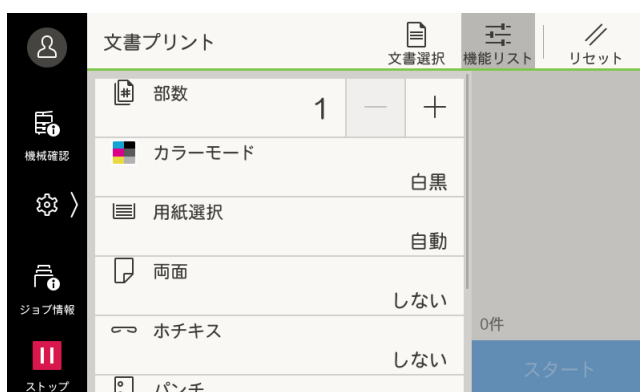 文書プリント
文書選択
機能リスト
リセット
機械確認
ジョブ情報
ストップ
# 部数
1 — +
カラーモード
白黒
用紙選択
自動
両面
しない
ホチキス
しない
パンチ
0件
スタート